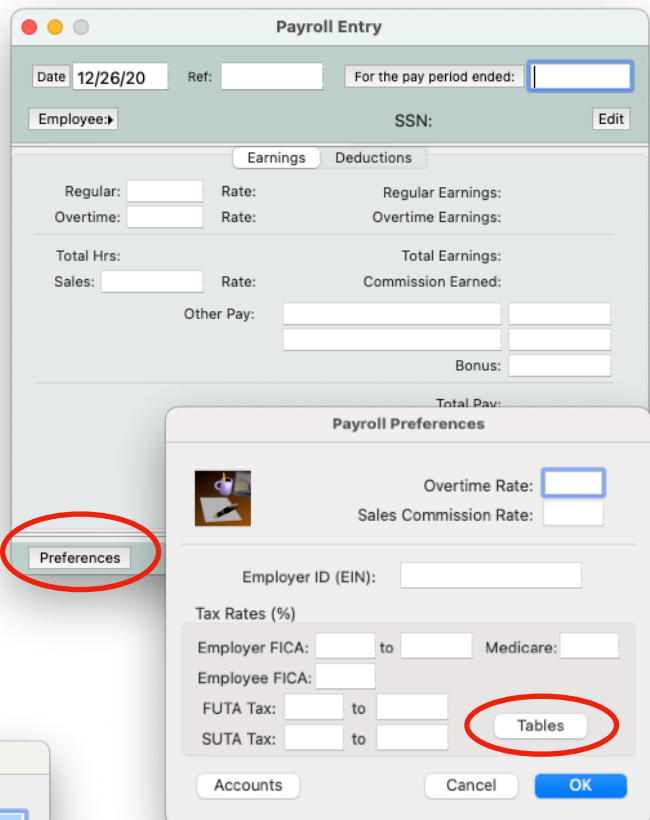 Payroll Entry
Date 12/26/20 Ref: For the pay period ended:
Employee: SSN: Edit
Earnings Deductions
Regular: Rate: Regular Earnings:
Overtime: Rate: Overtime Earnings:
Total Hrs: Total Earnings:
Sales: Rate: Commission Earned:
Other Pay:
Bonus:
Total Pay:
Preferences
Payroll Preferences
Overtime Rate:
Sales Commission Rate:
Employer ID (EIN):
Tax Rates (%)
Employer FICA: to Medicare:
Employee FICA:
FUTA Tax: to
SUTA Tax: to
Tables
Accounts Cancel OK